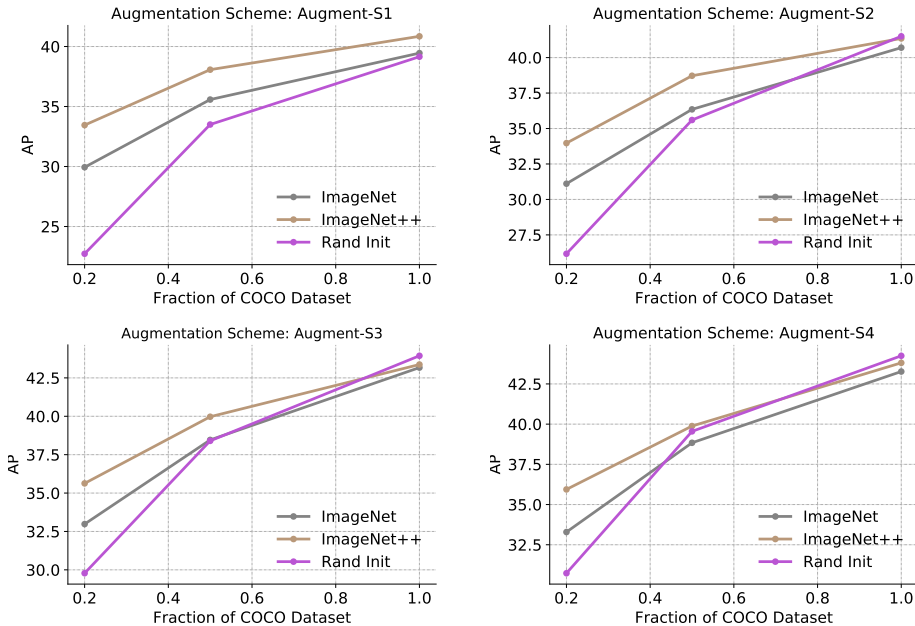 Augmentation Scheme: Augment-S1
AP
40
35
30
25
0.2 0.4 0.6 0.8 1.0
Fraction of COCO Dataset
ImageNet
ImageNet++
Rand Init
Augmentation Scheme: Augment-S2
AP
40.0
37.5
35.0
32.5
30.0
27.5
0.2 0.4 0.6 0.8 1.0
Fraction of COCO Dataset
ImageNet
ImageNet++
Rand Init
Augmentation Scheme: Augment-S3
AP
42.5
40.0
37.5
35.0
32.5
30.0
0.2 0.4 0.6 0.8 1.0
Fraction of COCO Dataset
ImageNet
ImageNet++
Rand Init
Augmentation Scheme: Augment-S4
AP
42.5
40.0
37.5
35.0
32.5
0.2 0.4 0.6 0.8 1.0
Fraction of COCO Dataset
ImageNet
ImageNet++
Rand Init